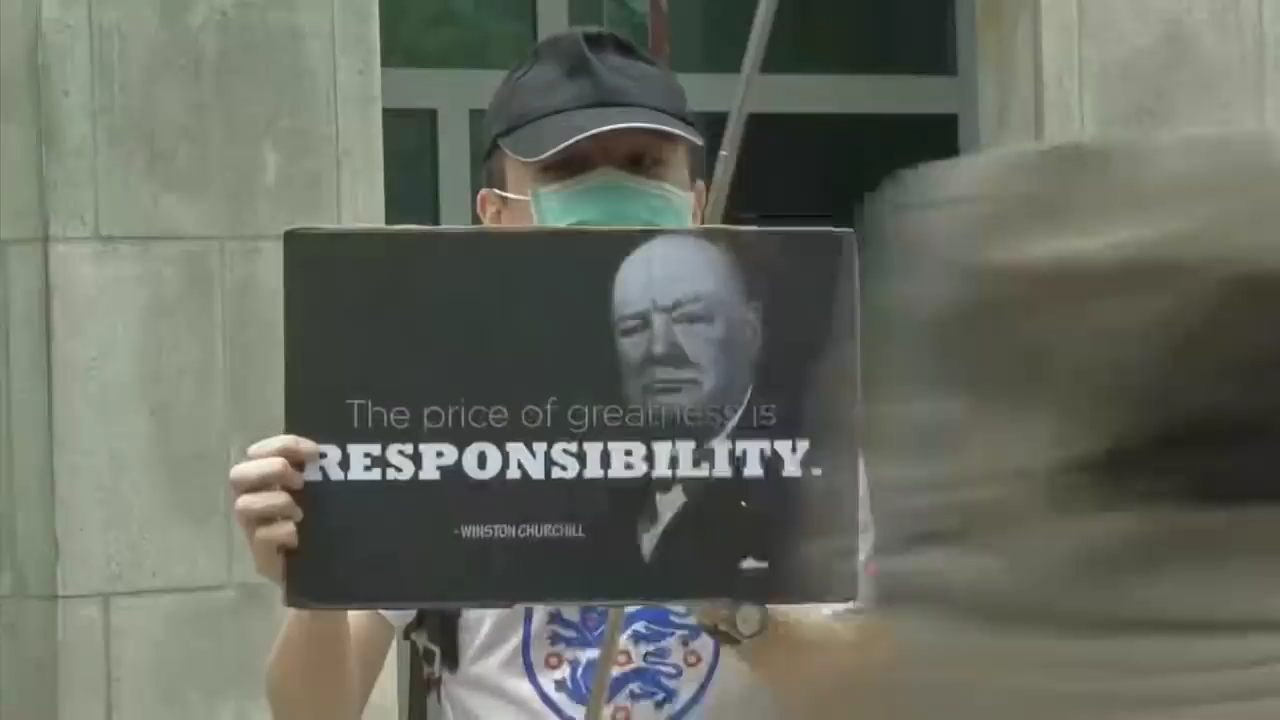 The price of greatness is
RESPONSIBILITY.
- WINSTON CHURCHILL